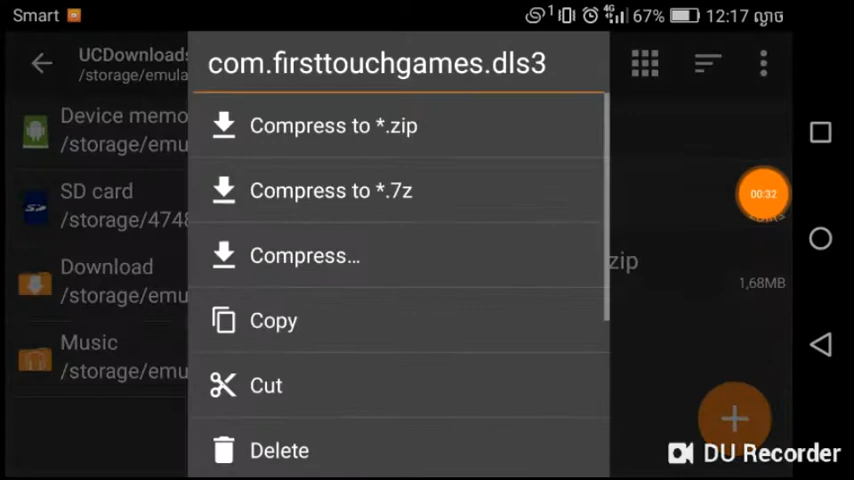 Smart
1 4G 67% 12:17 ល្ងាច
UCDownloads
/storage/emula
com.firsttouchgames.dls3
Device memo
/storage/emu
SD card
/storage/4748
Download
/storage/emu
Music
/storage/emu
Compress to *.zip
Compress to *.7z
Compress...
Copy
Cut
Delete
00:32
zip
1,68MB
DU Recorder